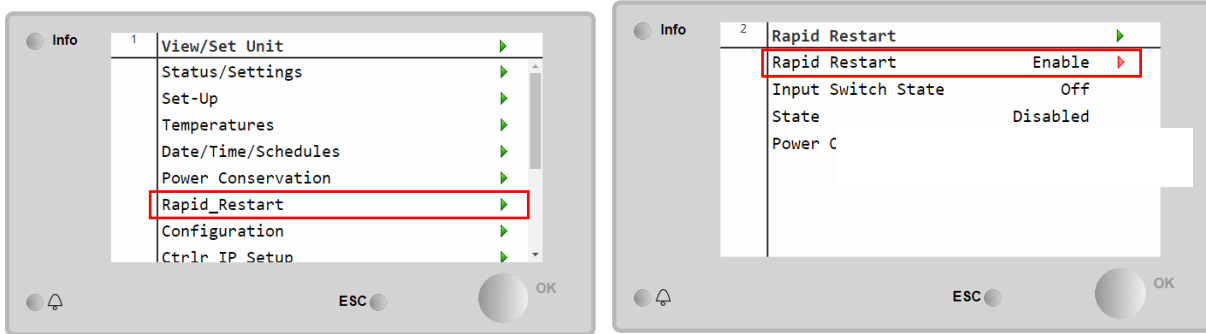 Info
1
View/Set Unit
Status/Settings
Set-Up
Temperatures
Date/Time/Schedules
Power Conservation
Rapid_Restart
Configuration
Ctrlr IP Setup
ESC
OK
Info
2
Rapid Restart
Rapid Restart Enable
Input Switch State Off
State Disabled
Power
ESC
OK